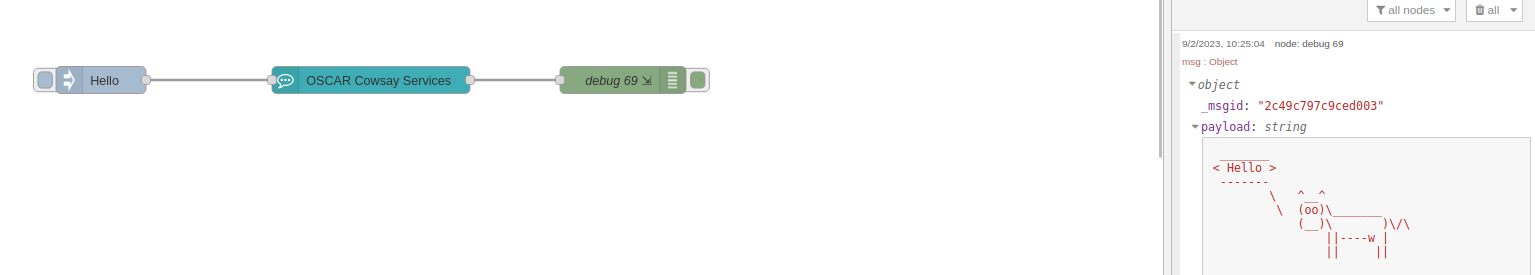 Hello
OSCAR Cowsay Services
debug 69
all nodes
all
9/2/2023, 10:25:04 node: debug 69
msg : Object
object
_msgid: "2c49c797c9ced003"
payload: string
 _______
< Hello >
 -------
        \   ^__^
         \  (oo)\_______
            (__)\       )\/\
                ||----w |
                ||     ||